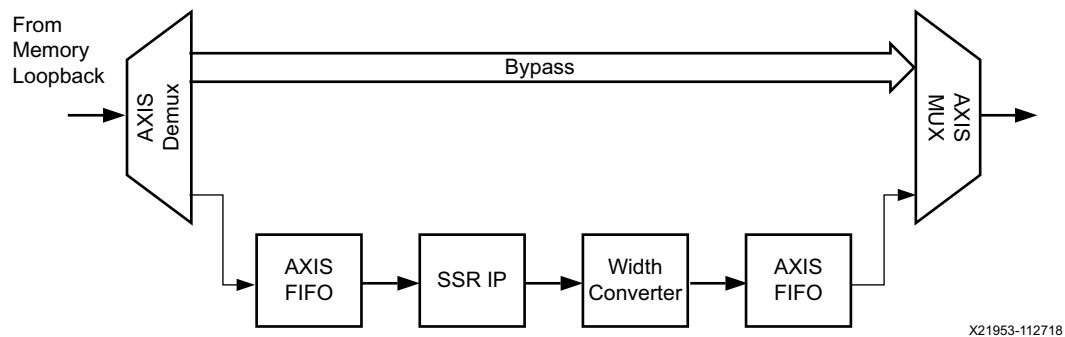 From
Memory
Loopback
Bypass
AXIS
Demux
AXIS
MUX
AXIS
FIFO
SSR IP
Width
Converter
AXIS
FIFO
X21953-112718